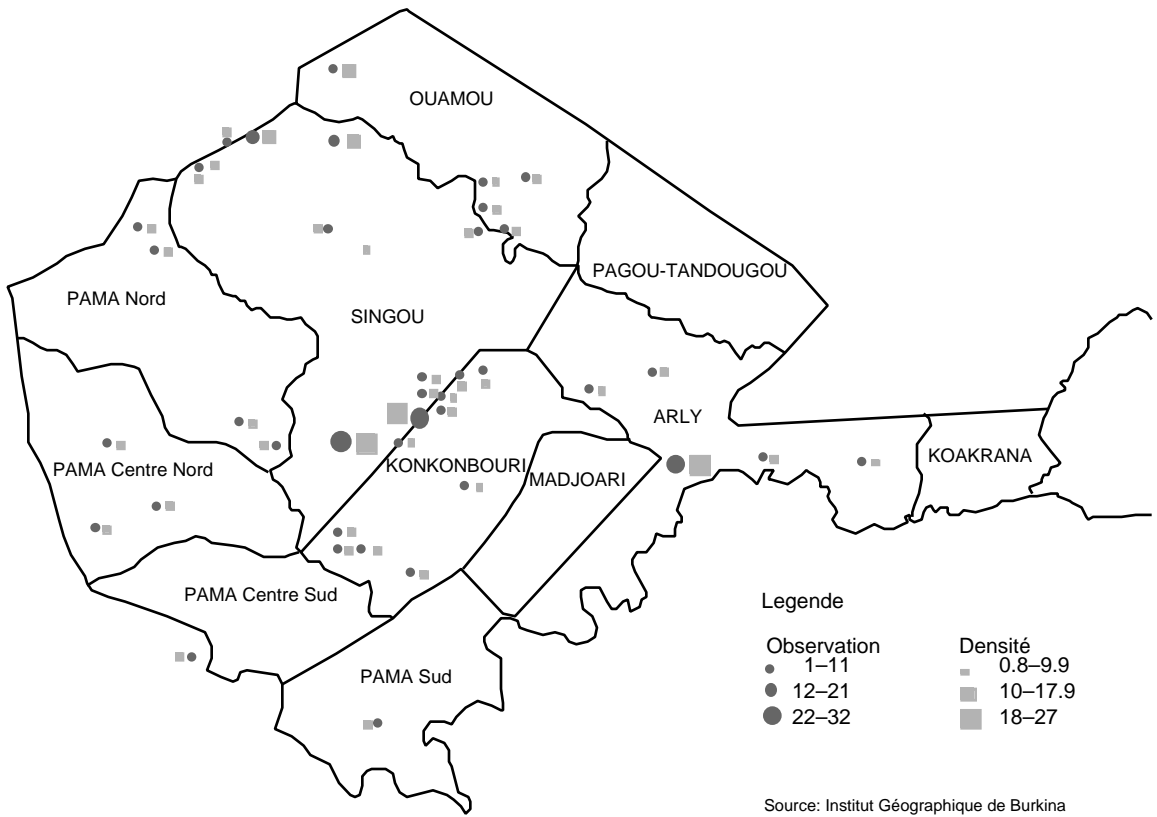 OUAMOU
PAGOU-TANDOUGOU
PAMA Nord
SINGOU
ARLY
KOAKRANA
PAMA Centre Nord
KONKONBOURI
MADJOARI
PAMA Centre Sud
PAMA Sud
Legende
Observation Densité
1–11 0.8–9.9
12–21 10–17.9
22–32 18–27
Source: Institut Géographique de Burkina